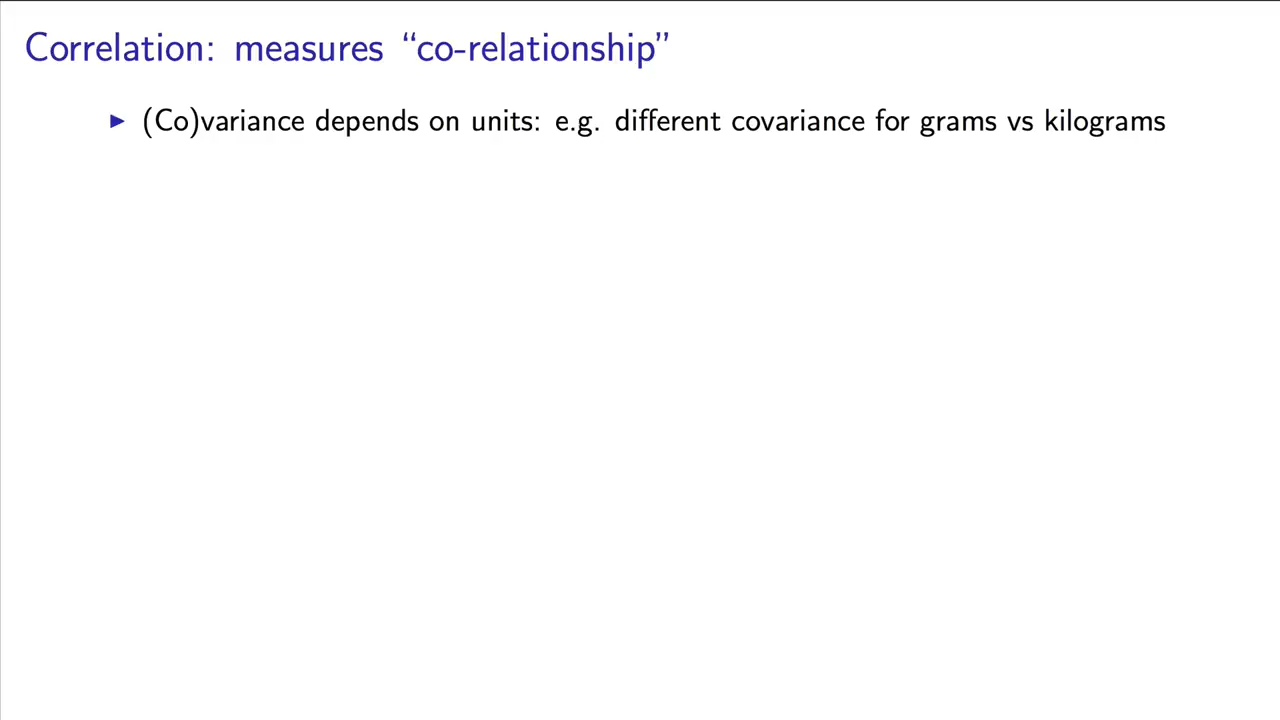 Correlation: measures “co-relationship”
▶ (Co)variance depends on units: e.g. different covariance for grams vs kilograms